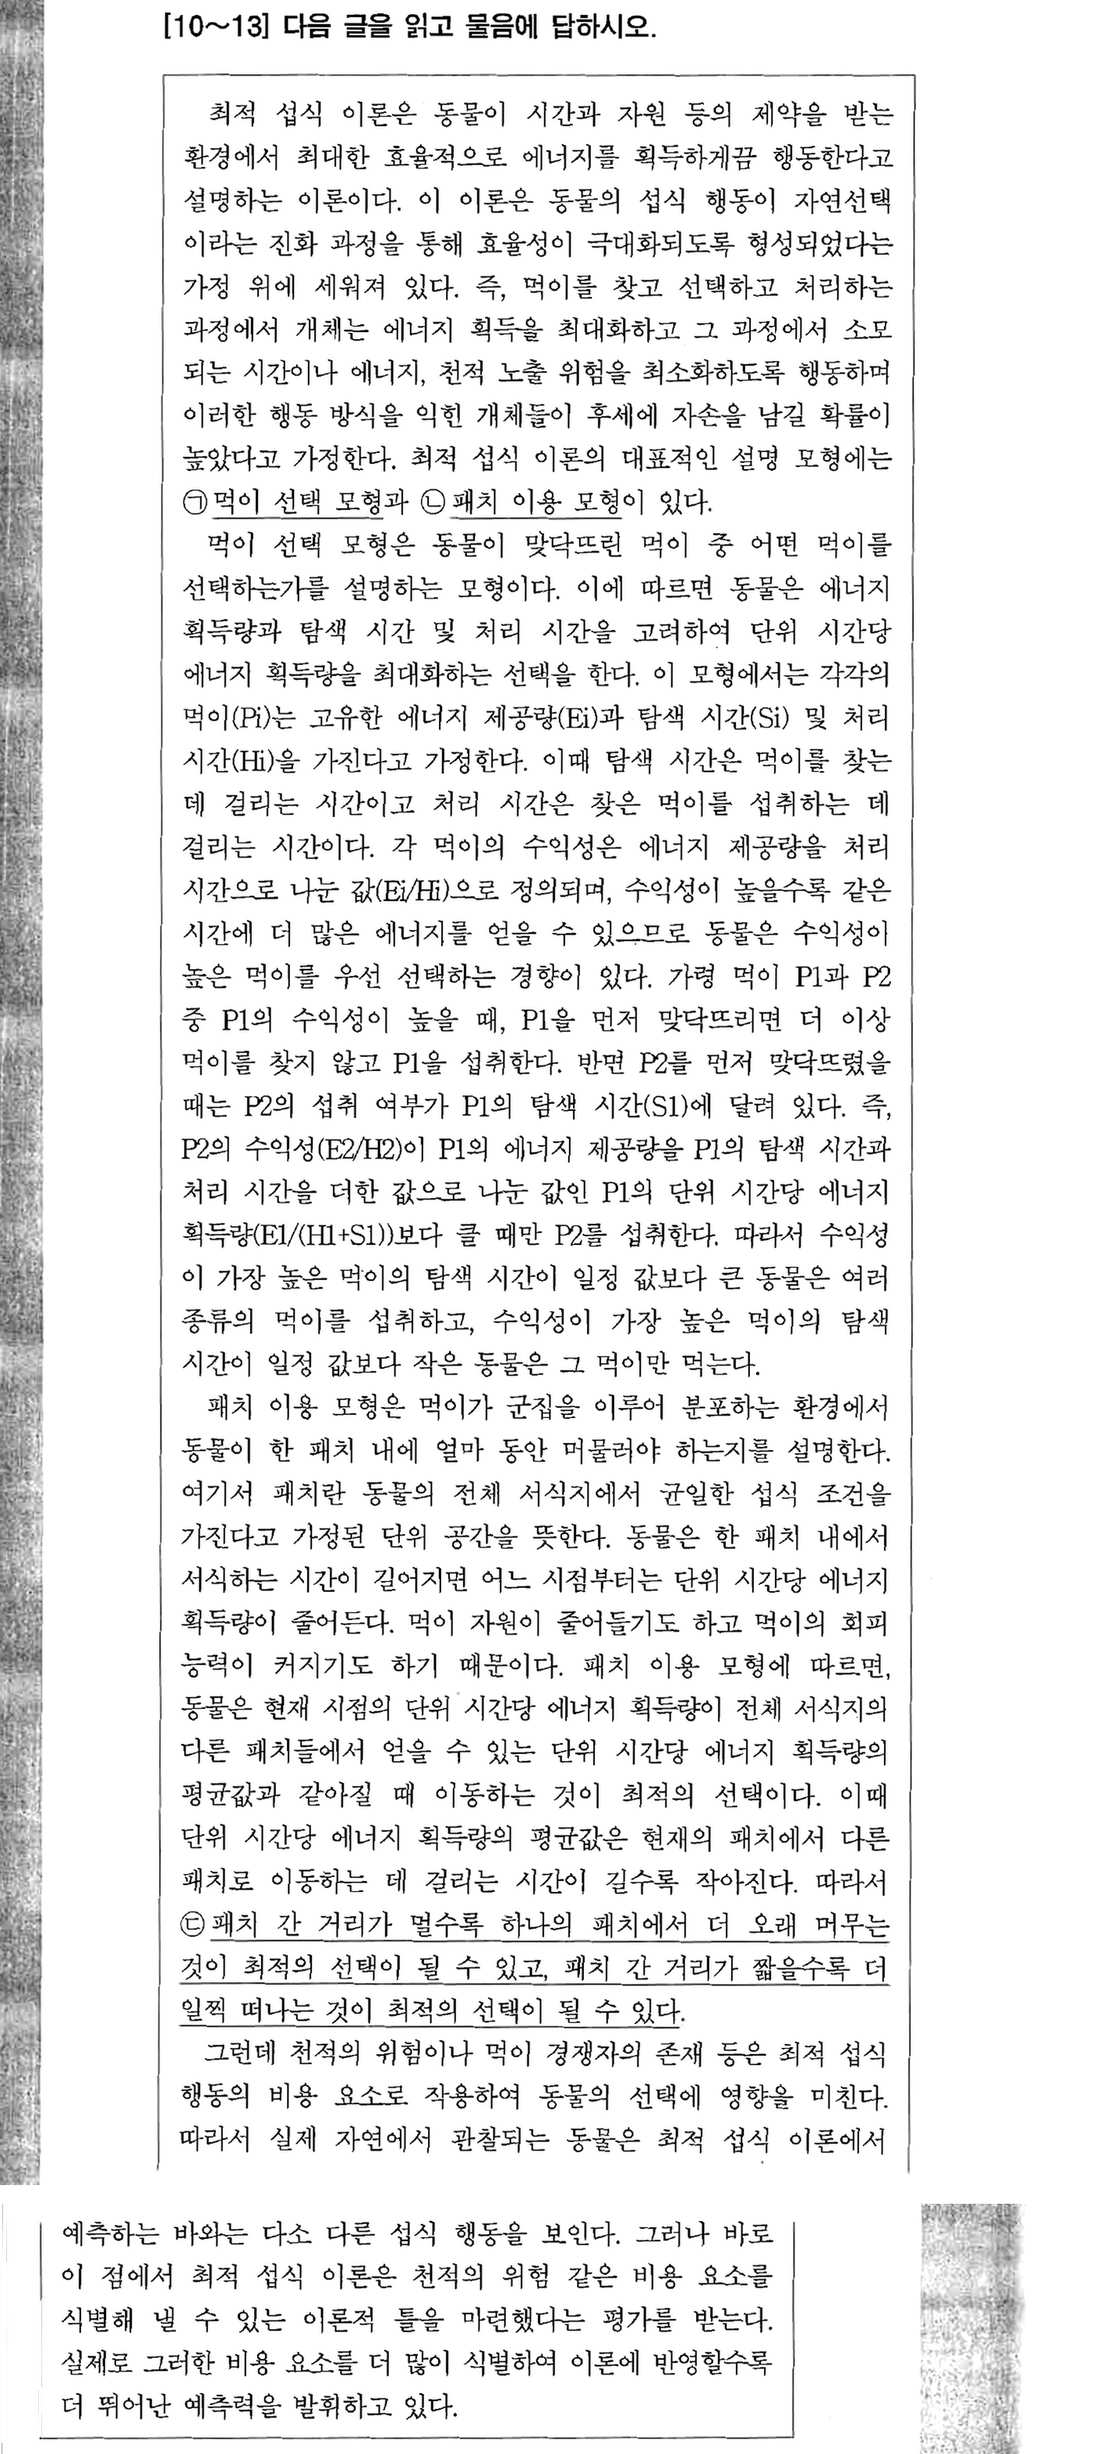 [10～13] 다음 글을 읽고 물음에 답하시오.
최적 섭식 이론은 동물이 시간과 자원 등의 제약을 받는
환경에서 최대한 효율적으로 에너지를 획득하게끔 행동한다고
설명하는 이론이다. 이 이론은 동물의 섭식 행동이 자연선택
이라는 진화 과정을 통해 효율성이 극대화되도록 형성되었다는
가정 위에 세워져 있다. 즉, 먹이를 찾고 선택하고 처리하는
과정에서 개체는 에너지 획득을 최대화하고 그 과정에서 소모
되는 시간이나 에너지, 천적 노출 위험을 최소화하도록 행동하며
이러한 행동 방식을 익힌 개체들이 후세에 자손을 남길 확률이
높았다고 가정한다. 최적 섭식 이론의 대표적인 설명 모형에는
㉠먹이 선택 모형과 ㉡패치 이용 모형이 있다.
먹이 선택 모형은 동물이 맞닥뜨린 먹이 중 어떤 먹이를
선택하는가를 설명하는 모형이다. 이에 따르면 동물은 에너지
획득량과 탐색 시간 및 처리 시간을 고려하여 단위 시간당
에너지 획득량을 최대화하는 선택을 한다. 이 모형에서는 각각의
먹이(Pi)는 고유한 에너지 제공량(Ei)과 탐색 시간(Si) 및 처리
시간(Hi)을 가진다고 가정한다. 이때 탐색 시간은 먹이를 찾는
데 걸리는 시간이고 처리 시간은 찾은 먹이를 섭취하는 데
걸리는 시간이다. 각 먹이의 수익성은 에너지 제공량을 처리
시간으로 나눈 값(Ei/Hi)으로 정의되며, 수익성이 높을수록 같은
시간에 더 많은 에너지를 얻을 수 있으므로 동물은 수익성이
높은 먹이를 우선 선택하는 경향이 있다. 가령 먹이 P1과 P2
중 P1의 수익성이 높을 때, P1을 먼저 맞닥뜨리면 더 이상
먹이를 찾지 않고 P1을 섭취한다. 반면 P2를 먼저 맞닥뜨렸을
때는 P2의 섭취 여부가 P1의 탐색 시간(S1)에 달려 있다. 즉,
P2의 수익성(E2/H2)이 P1의 에너지 제공량을 P1의 탐색 시간과
처리 시간을 더한 값으로 나눈 값인 P1의 단위 시간당 에너지
획득량(E1/(H1+S1))보다 클 때만 P2를 섭취한다. 따라서 수익성
이 가장 높은 먹이의 탐색 시간이 일정 값보다 큰 동물은 여러
종류의 먹이를 섭취하고, 수익성이 가장 높은 먹이의 탐색
시간이 일정 값보다 작은 동물은 그 먹이만 먹는다.
패치 이용 모형은 먹이가 군집을 이루어 분포하는 환경에서
동물이 한 패치 내에 얼마 동안 머물러야 하는지를 설명한다.
여기서 패치란 동물의 전체 서식지에서 균일한 섭식 조건을
가진다고 가정된 단위 공간을 뜻한다. 동물은 한 패치 내에서
서식하는 시간이 길어지면 어느 시점부터는 단위 시간당 에너지
획득량이 줄어든다. 먹이 자원이 줄어들기도 하고 먹이의 회피
능력이 커지기도 하기 때문이다. 패치 이용 모형에 따르면,
동물은 현재 시점의 단위 시간당 에너지 획득량이 전체 서식지의
다른 패치들에서 얻을 수 있는 단위 시간당 에너지 획득량의
평균값과 같아질 때 이동하는 것이 최적의 선택이다. 이때
단위 시간당 에너지 획득량의 평균값은 현재의 패치에서 다른
패치로 이동하는 데 걸리는 시간이 길수록 작아진다. 따라서
㉢패치 간 거리가 멀수록 하나의 패치에서 더 오래 머무는
것이 최적의 선택이 될 수 있고, 패치 간 거리가 짧을수록 더
일찍 떠나는 것이 최적의 선택이 될 수 있다.
그런데 천적의 위험이나 먹이 경쟁자의 존재 등은 최적 섭식
행동의 비용 요소로 작용하여 동물의 선택에 영향을 미친다.
따라서 실제 자연에서 관찰되는 동물은 최적 섭식 이론에서
예측하는 바와는 다소 다른 섭식 행동을 보인다. 그러나 바로
이 점에서 최적 섭식 이론은 천적의 위험 같은 비용 요소를
식별해 낼 수 있는 이론적 틀을 마련했다는 평가를 받는다.
실제로 그러한 비용 요소를 더 많이 식별하여 이론에 반영할수록
더 뛰어난 예측력을 발휘하고 있다.